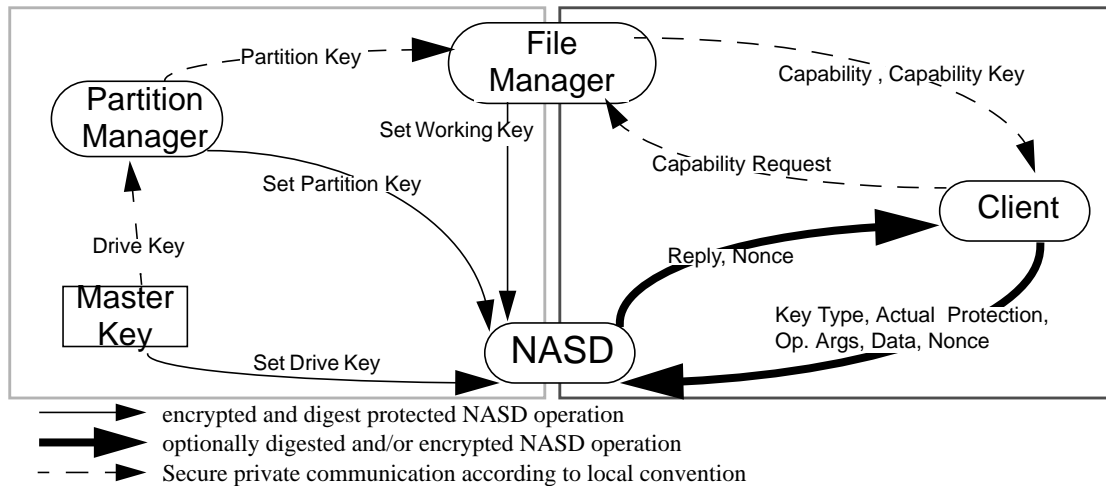 File
Manager
Partition Key
Capability , Capability Key
Partition
Manager
Set Working Key
Capability Request
Set Partition Key
Client
Drive Key
Reply, Nonce
Master
Key
Key Type, Actual Protection,
Op. Args, Data, Nonce
NASD
Set Drive Key
encrypted and digest protected NASD operation
optionally digested and/or encrypted NASD operation
Secure private communication according to local convention